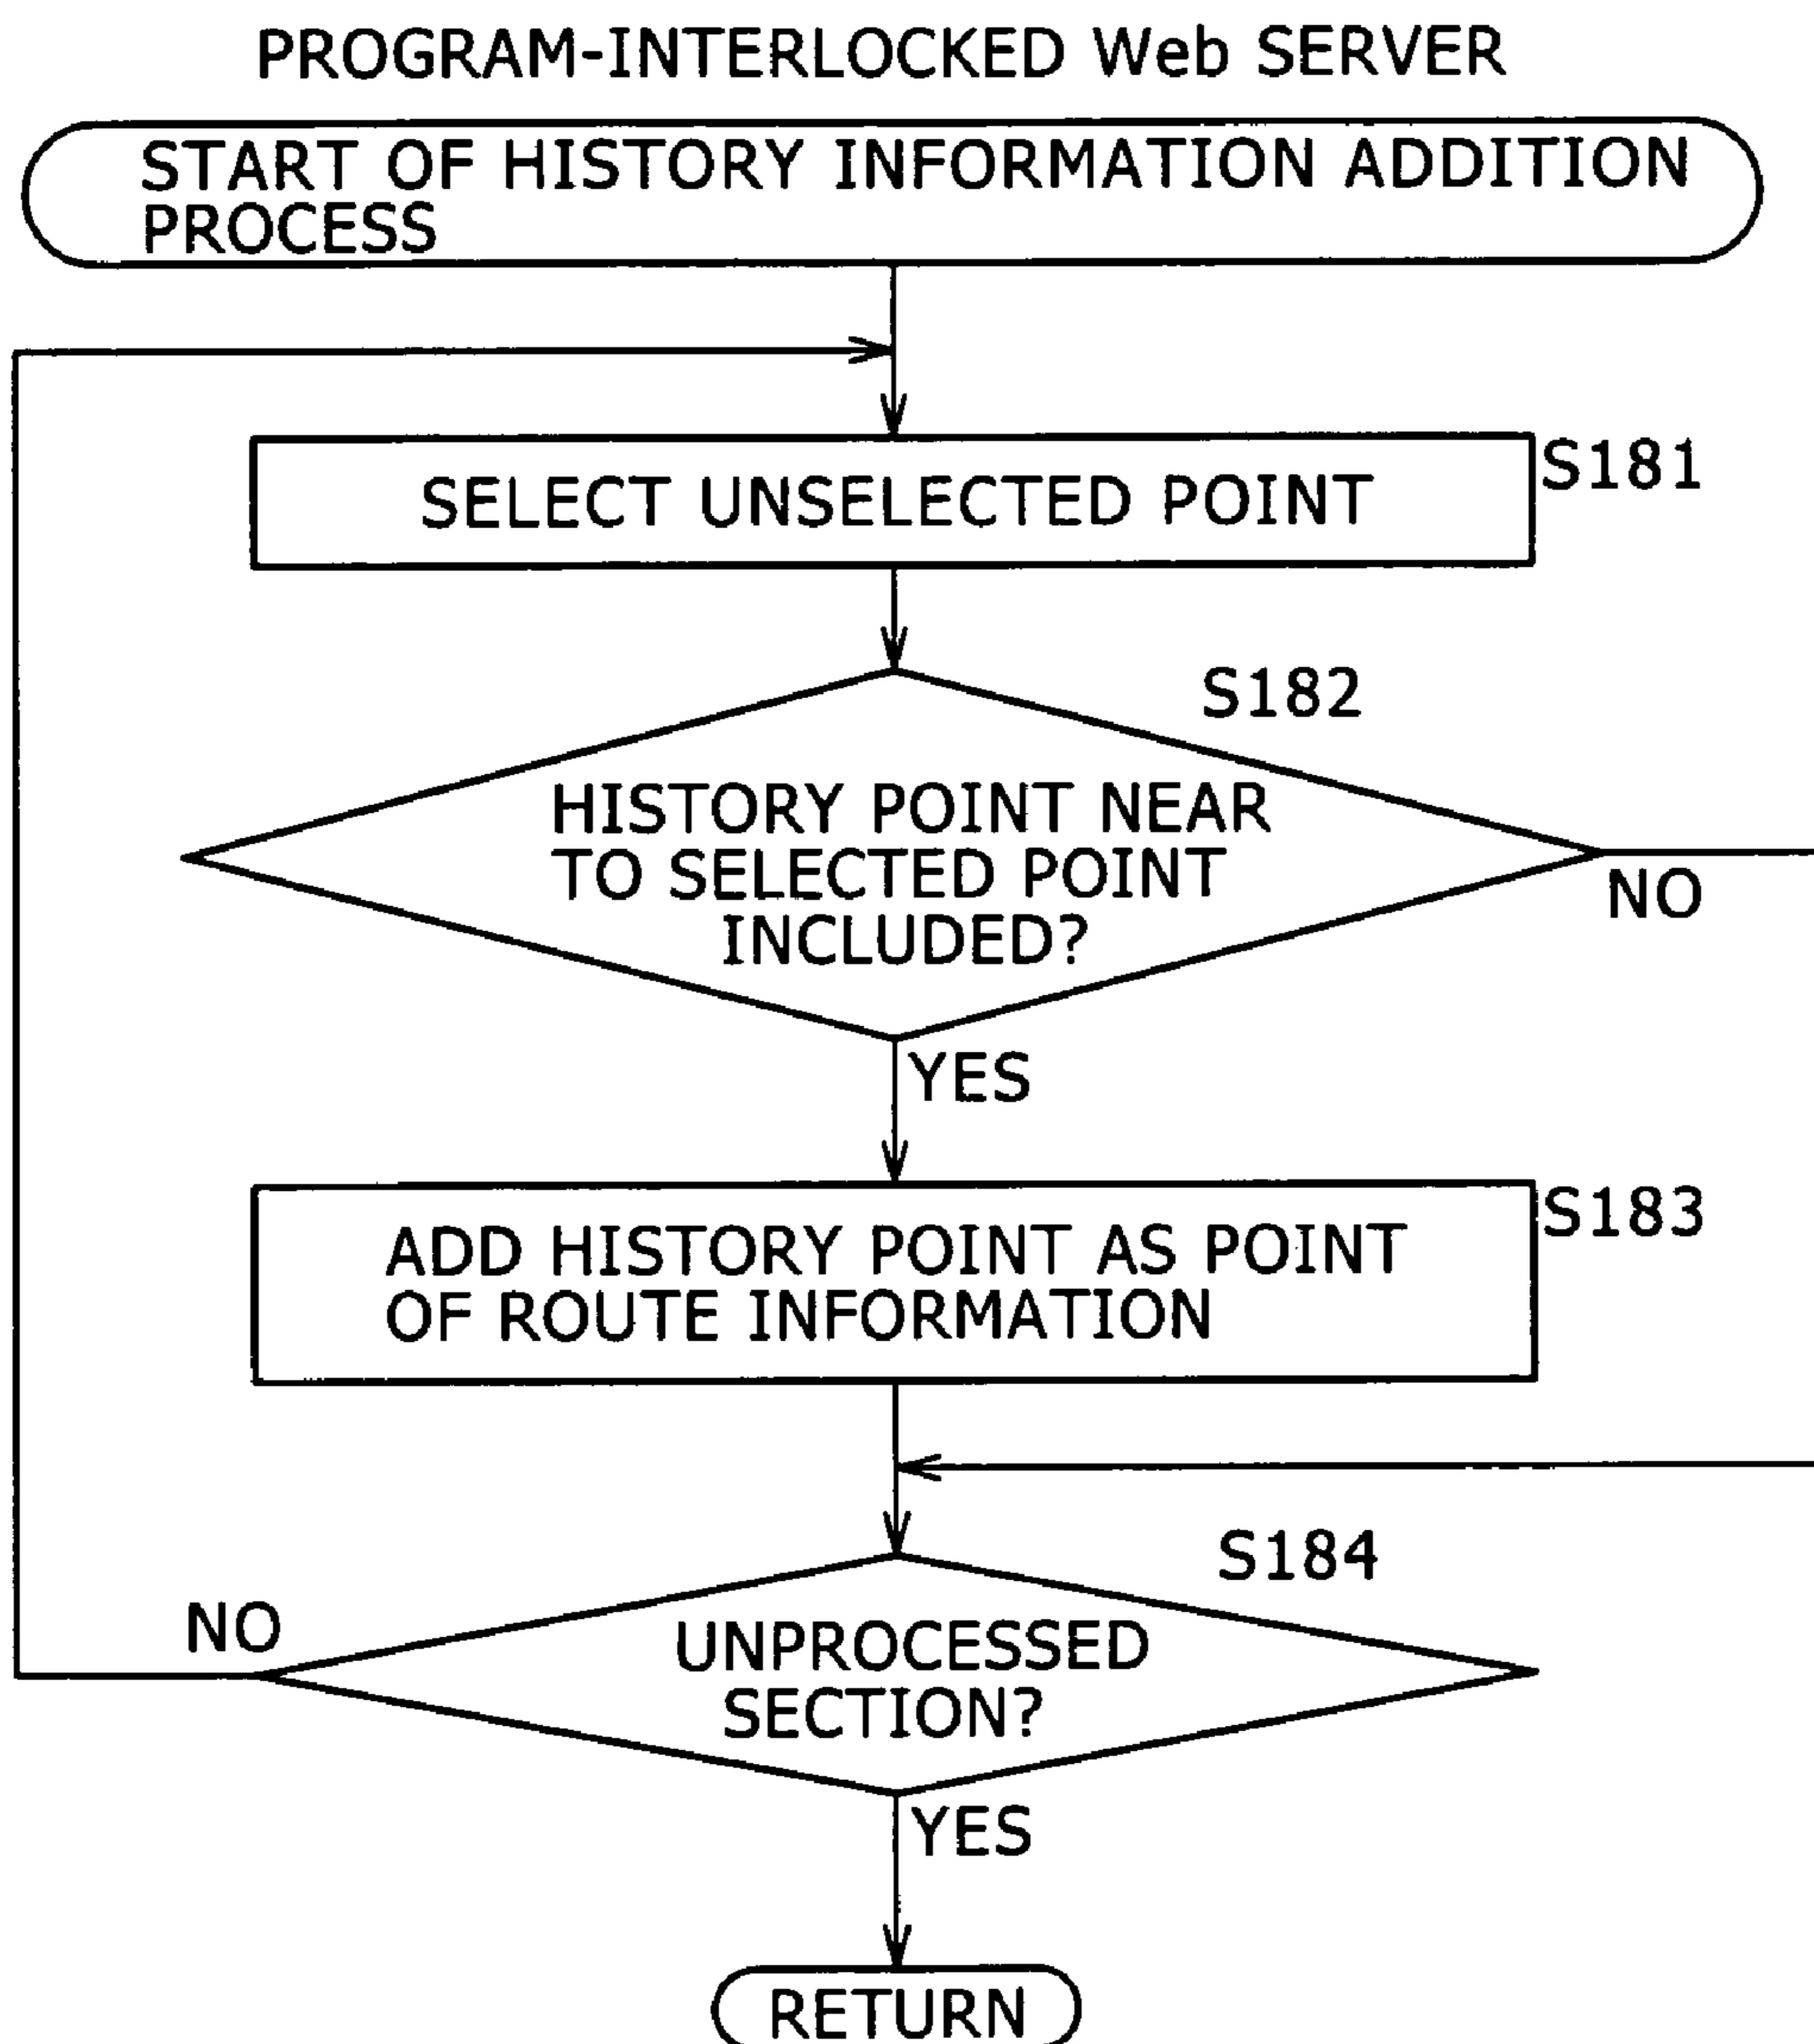 PROGRAM-INTERLOCKED Web SERVER
START OF HISTORY INFORMATION ADDITION
PROCESS
SELECT UNSELECTED POINT
S181
S182
HISTORY POINT NEAR
TO SELECTED POINT
INCLUDED?
NO
YES
S183
ADD HISTORY POINT AS POINT
OF ROUTE INFORMATION
S184
NO
UNPROCESSED
SECTION?
YES
RETURN